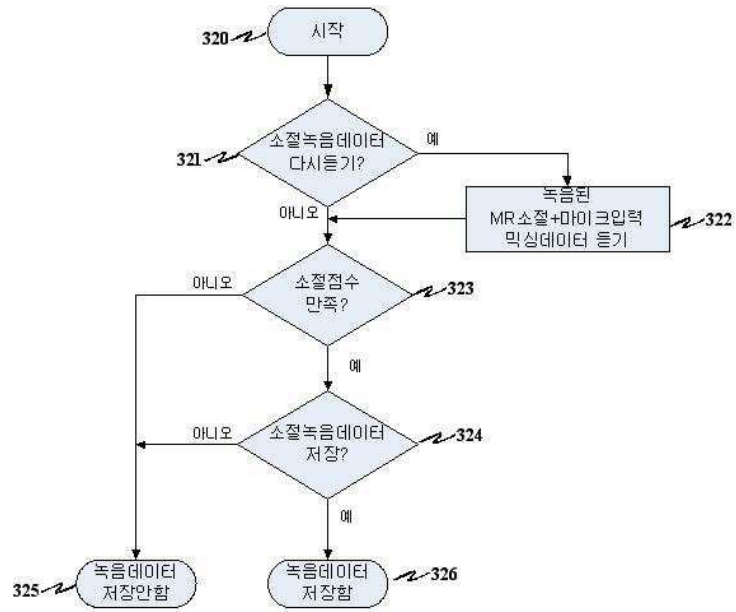 320
시작
321
소절녹음데이터
다시듣기?
예
녹음된
MR소절+마이크입력
믹싱데이터 듣기
322
아니오
아니오
소절점수
만족?
323
예
아니오
소절녹음데이터
저장?
324
예
325
녹음데이터
저장안함
녹음데이터
저장함
326